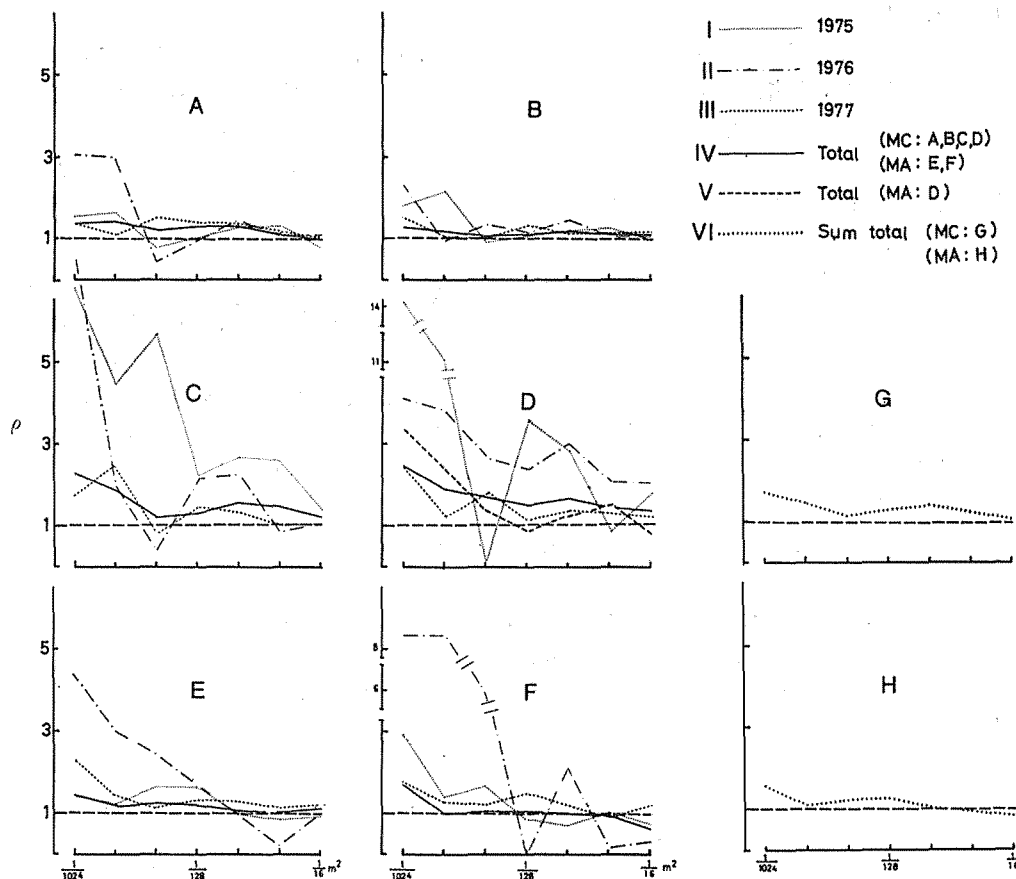 I 1975
II 1976
III 1977
IV Total (MC: A,B,C,D)
(MA: E,F)
V Total (MA: D)
VI Sum total (MC: G)
(MA: H)
A
5
3
1
B
C
5
3
1
ρ
D
14
11
G
E
5
3
1
1/1024
1/128
1/16 m²
F
1/1024
1/128
1/16 m²
H
1/1024
1/128